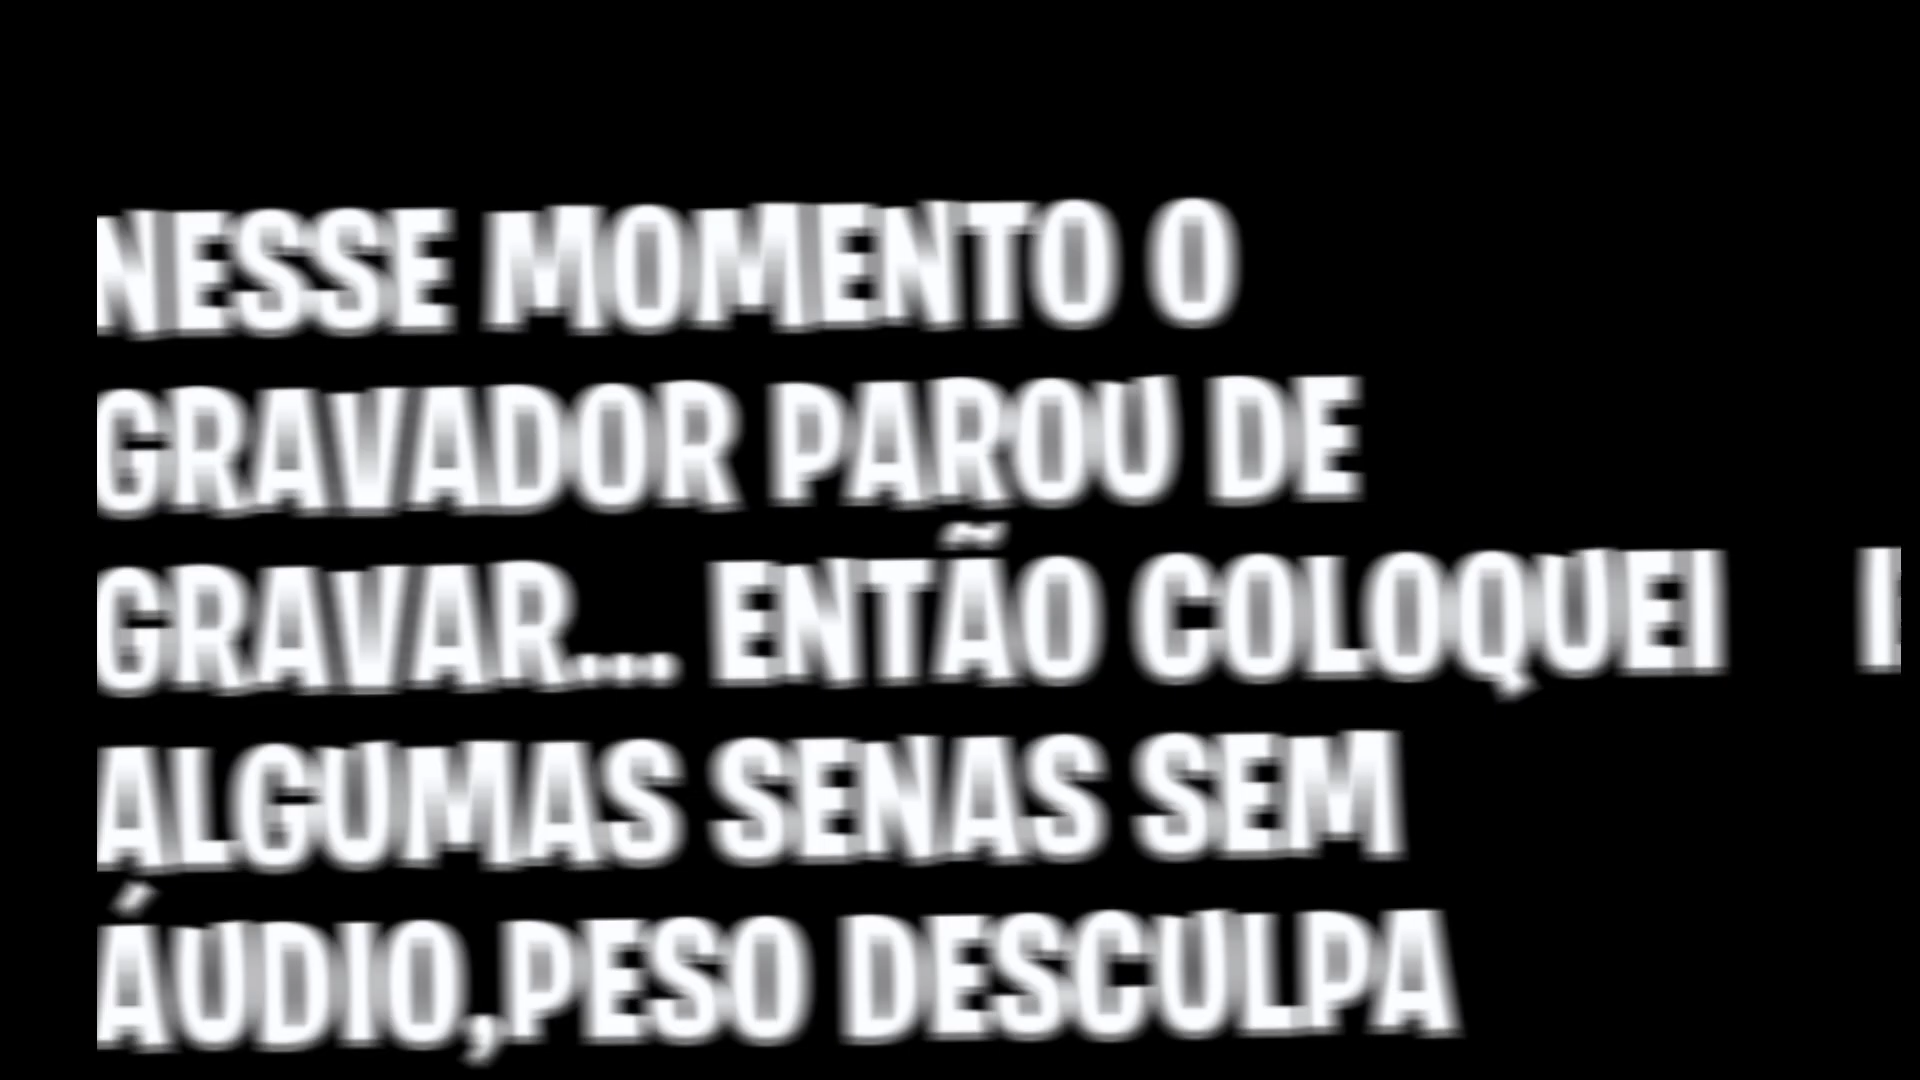 NESSE MOMENTO O
GRAVADOR PAROU DE
GRAVAR... ENTÃO COLOQUEI
ALGUMAS SENAS SEM
ÁUDIO,PESO DESCULPA